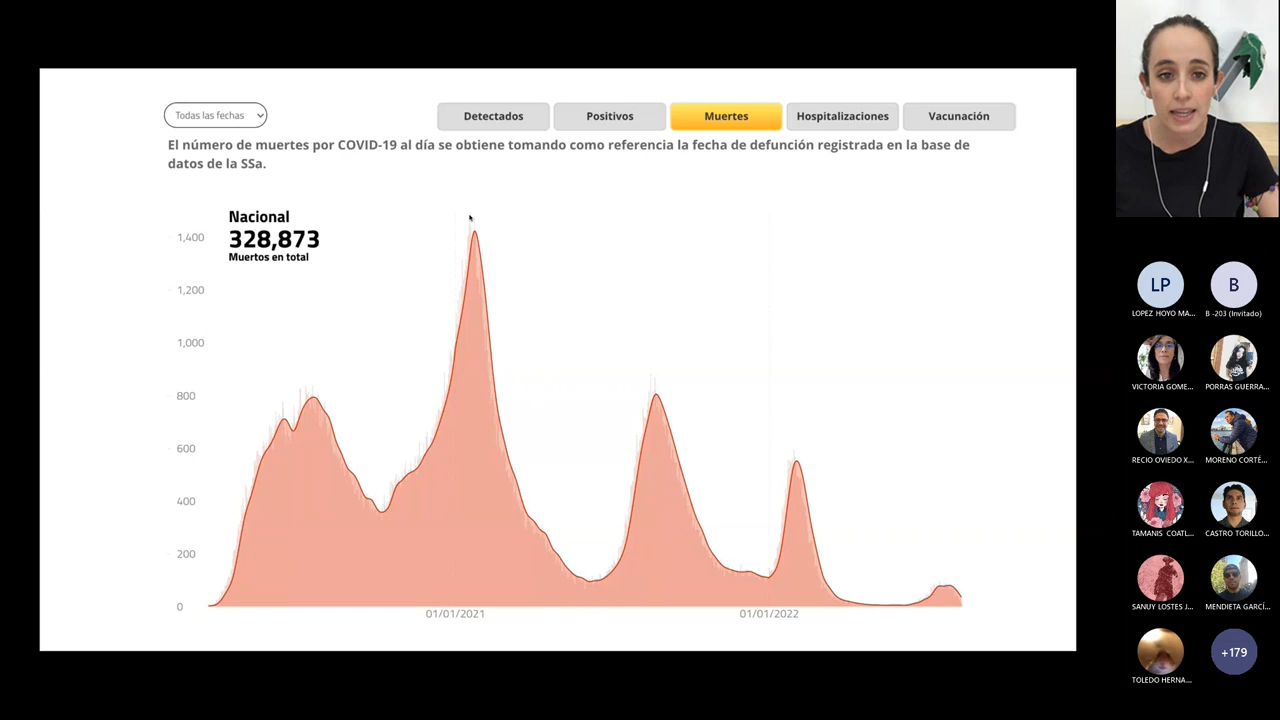 Todas las fechas
Detectados
Positivos
Muertes
Hospitalizaciones
Vacunación
El número de muertes por COVID-19 al día se obtiene tomando como referencia la fecha de defunción registrada en la base de
datos de la SSa.
Nacional
328,873
Muertos en total
1,400
1,200
1,000
800
600
400
200
0
01/01/2021
01/01/2022
LP
LOPEZ HOYO MA...
B
B -203 (Invitado)
VICTORIA GOME...
PORRAS GUERRA...
RECIO OVIEDO X...
MORENO CORTÉ...
TAMANIS COATL...
CASTRO TORILLO...
SANUY LOSTES J...
MENDIETA GARCÍ...
TOLEDO HERNA...
+179